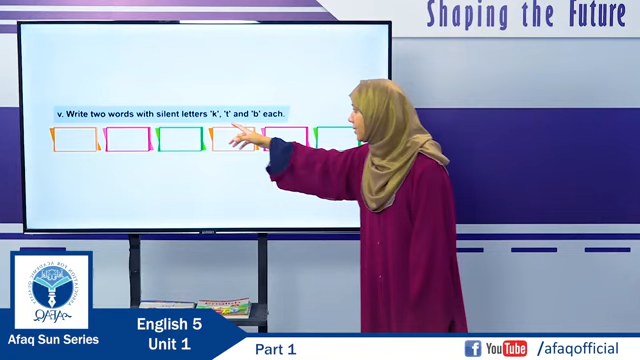 Shaping the Future
v. Write two words with silent letters 'k', 't' and 'b' each.
Afaq Sun Series
English 5
Unit 1
Part 1
f YouTube /afaqofficial